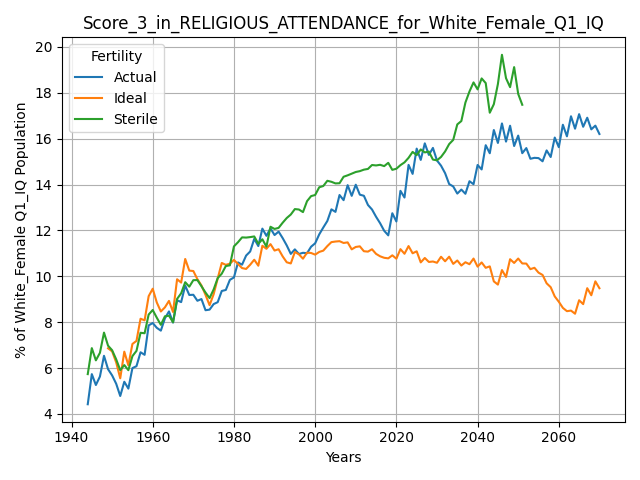 Score_3_in_RELIGIOUS_ATTENDANCE_for_White_Female_Q1_IQ
Fertility
Actual
Ideal
Sterile
% of White_Female Q1_IQ Population
20
18
16
14
12
10
8
6
4
1940 1960 1980 2000 2020 2040 2060
Years